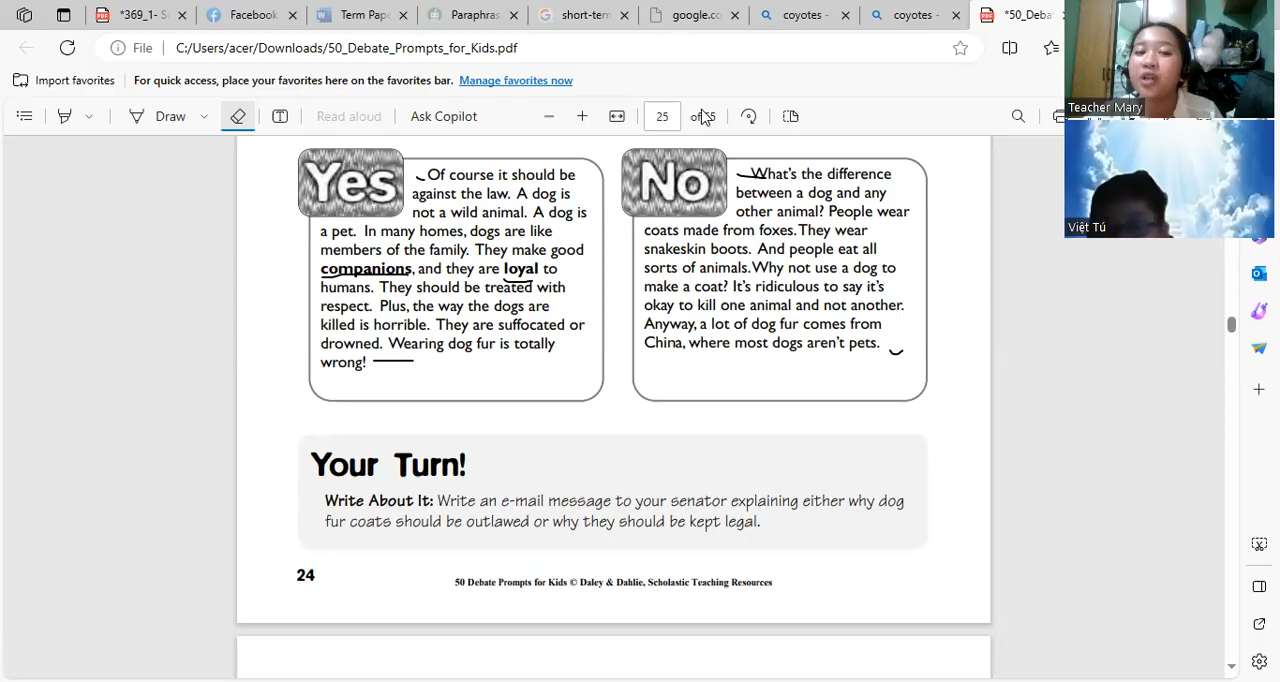 *369_1- S
Facebook
Term Pape
Paraphras
short-ter
google.co
coyotes -
coyotes -
*50_Deba
File
C:/Users/acer/Downloads/50_Debate_Prompts_for_Kids.pdf
Import favorites
For quick access, place your favorites here on the favorites bar.
Manage favorites now
Draw
Read aloud
Ask Copilot
25
Teacher Mary
Việt Tú
Yes
Of course it should be
against the law. A dog is
not a wild animal. A dog is
a pet. In many homes, dogs are like
members of the family. They make good
companions, and they are loyal to
humans. They should be treated with
respect. Plus, the way the dogs are
killed is horrible. They are suffocated or
drowned. Wearing dog fur is totally
wrong!
No
What's the difference
between a dog and any
other animal? People wear
coats made from foxes. They wear
snakeskin boots. And people eat all
sorts of animals. Why not use a dog to
make a coat? It's ridiculous to say it's
okay to kill one animal and not another.
Anyway, a lot of dog fur comes from
China, where most dogs aren't pets.
Your Turn!
Write About It: Write an e-mail message to your senator explaining either why dog
fur coats should be outlawed or why they should be kept legal.
24
50 Debate Prompts for Kids © Daley & Dahlie, Scholastic Teaching Resources